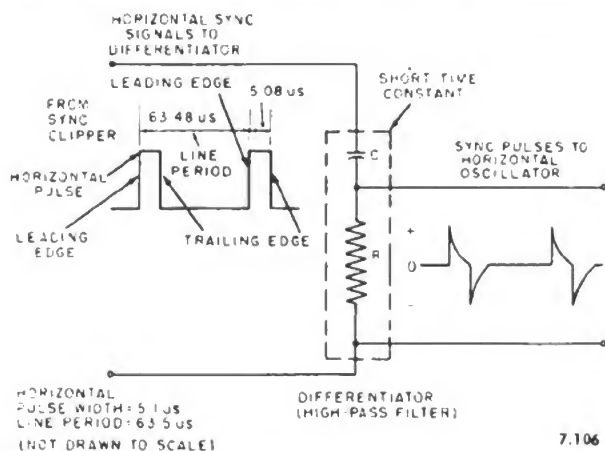 HORIZONTAL SYNC
SIGNALS TO
DIFFERENTIATOR
LEADING EDGE
5.08 us
SHORT TIME
CONSTANT
FROM
SYNC
CLIPPER
63.48 us
LINE
PERIOD
C
SYNC PULSES TO
HORIZONTAL
OSCILLATOR
HORIZONTAL
PULSE
LEADING
EDGE
TRAILING EDGE
R
+
0
-
HORIZONTAL
PULSE WIDTH = 5.1 us
LINE PERIOD = 63.5 us
(NOT DRAWN TO SCALE)
DIFFERENTIATOR
(HIGH-PASS FILTER)
7.106